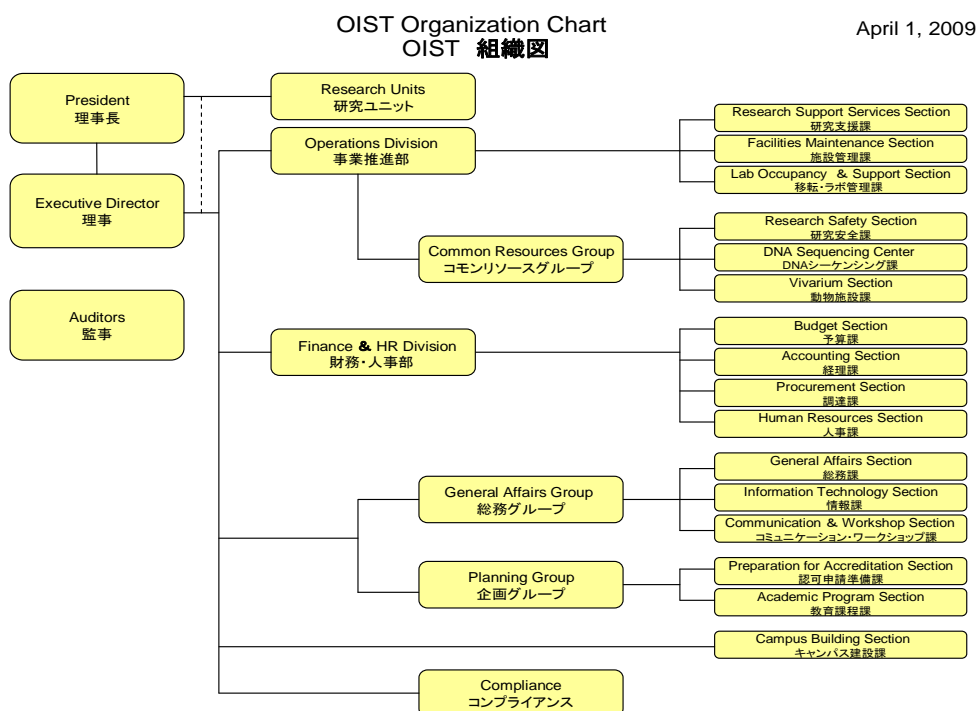 OIST Organization Chart
OIST 組織図
April 1, 2009
President
理事長
Executive Director
理事
Auditors
監事
Research Units
研究ユニット
Operations Division
事業推進部
Common Resources Group
コモンリソースグループ
Finance & HR Division
財務・人事部
General Affairs Group
総務グループ
Planning Group
企画グループ
Compliance
コンプライアンス
Research Support Services Section
研究支援課
Facilities Maintenance Section
施設管理課
Lab Occupancy & Support Section
移転・ラボ管理課
Research Safety Section
研究安全課
DNA Sequencing Center
DNAシーケンシング課
Vivarium Section
動物施設課
Budget Section
予算課
Accounting Section
経理課
Procurement Section
調達課
Human Resources Section
人事課
General Affairs Section
総務課
Information Technology Section
情報課
Communication & Workshop Section
コミュニケーション・ワークショップ課
Preparation for Accreditation Section
認可申請準備課
Academic Program Section
教育課程課
Campus Building Section
キャンパス建設課